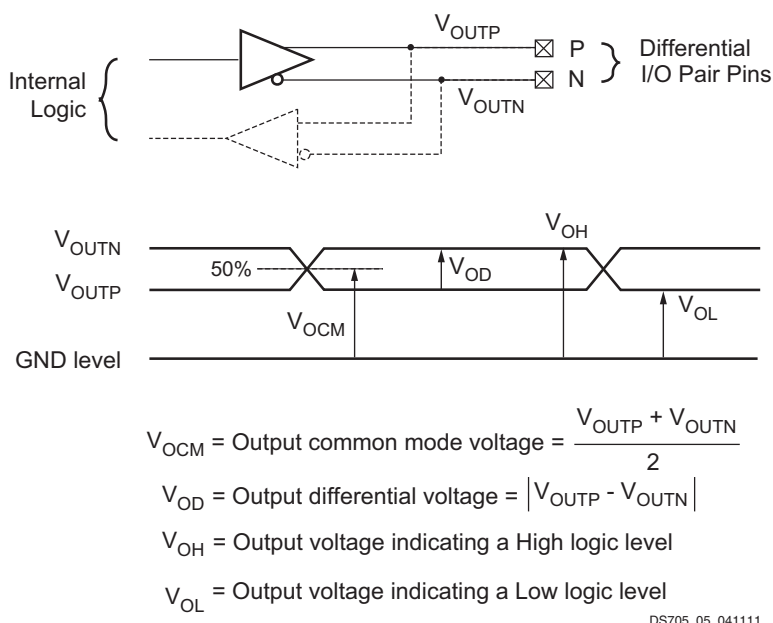 V_OUTP
P
N
Differential
I/O Pair Pins
Internal
Logic
V_OUTN
V_OUTN
V_OUTP
50%
V_OH
V_OD
V_OL
V_OCM
GND level
V_OCM = Output common mode voltage = (V_OUTP + V_OUTN) / 2
V_OD = Output differential voltage = |V_OUTP - V_OUTN|
V_OH = Output voltage indicating a High logic level
V_OL = Output voltage indicating a Low logic level
DS705_05_041111